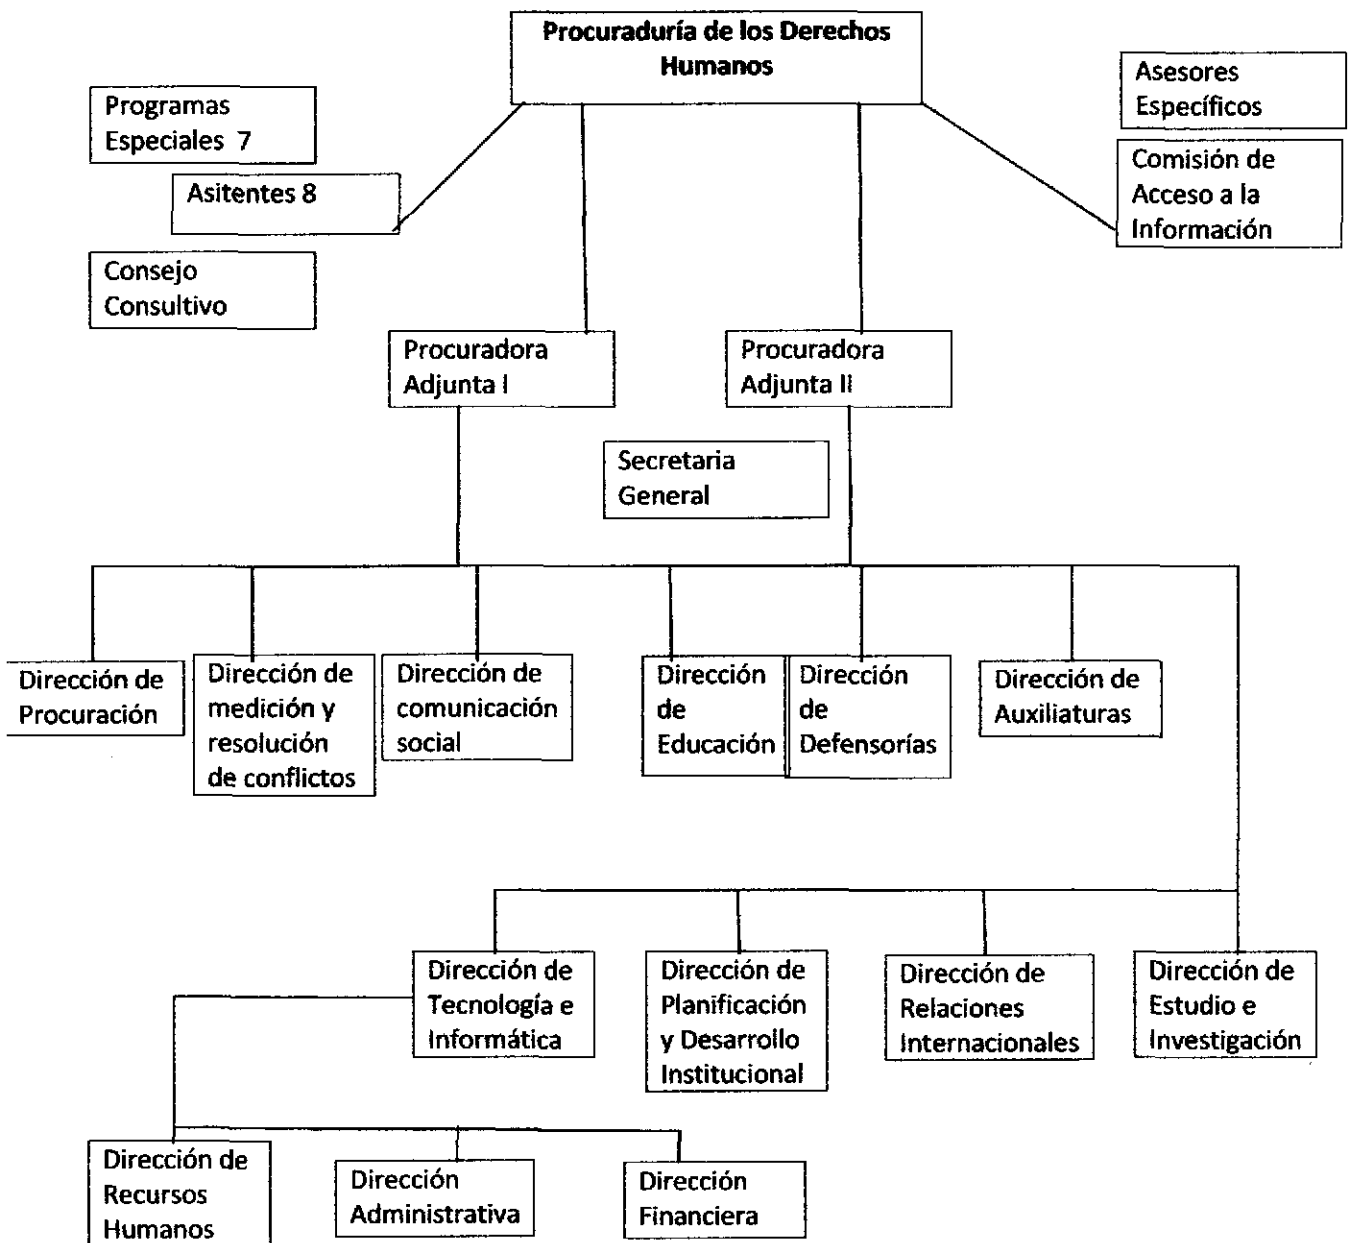 Procuraduría de los Derechos
Humanos
Programas
Especiales 7
Asitentes 8
Consejo
Consultivo
Asesores
Específicos
Comisión de
Acceso a la
Información
Procuradora
Adjunta I
Procuradora
Adjunta Ii
Secretaria
General
Dirección de
Procuración
Dirección de
medición y
resolución
de conflictos
Dirección de
comunicación
social
Dirección
de
Educación
Dirección
de
Defensorías
Dirección de
Auxiliaturas
Dirección de
Tecnología e
Informática
Dirección de
Planificación
y Desarrollo
Institucional
Dirección de
Relaciones
Internacionales
Dirección de
Estudio e
Investigación
Dirección de
Recursos
Humanos
Dirección
Administrativa
Dirección
Financiera